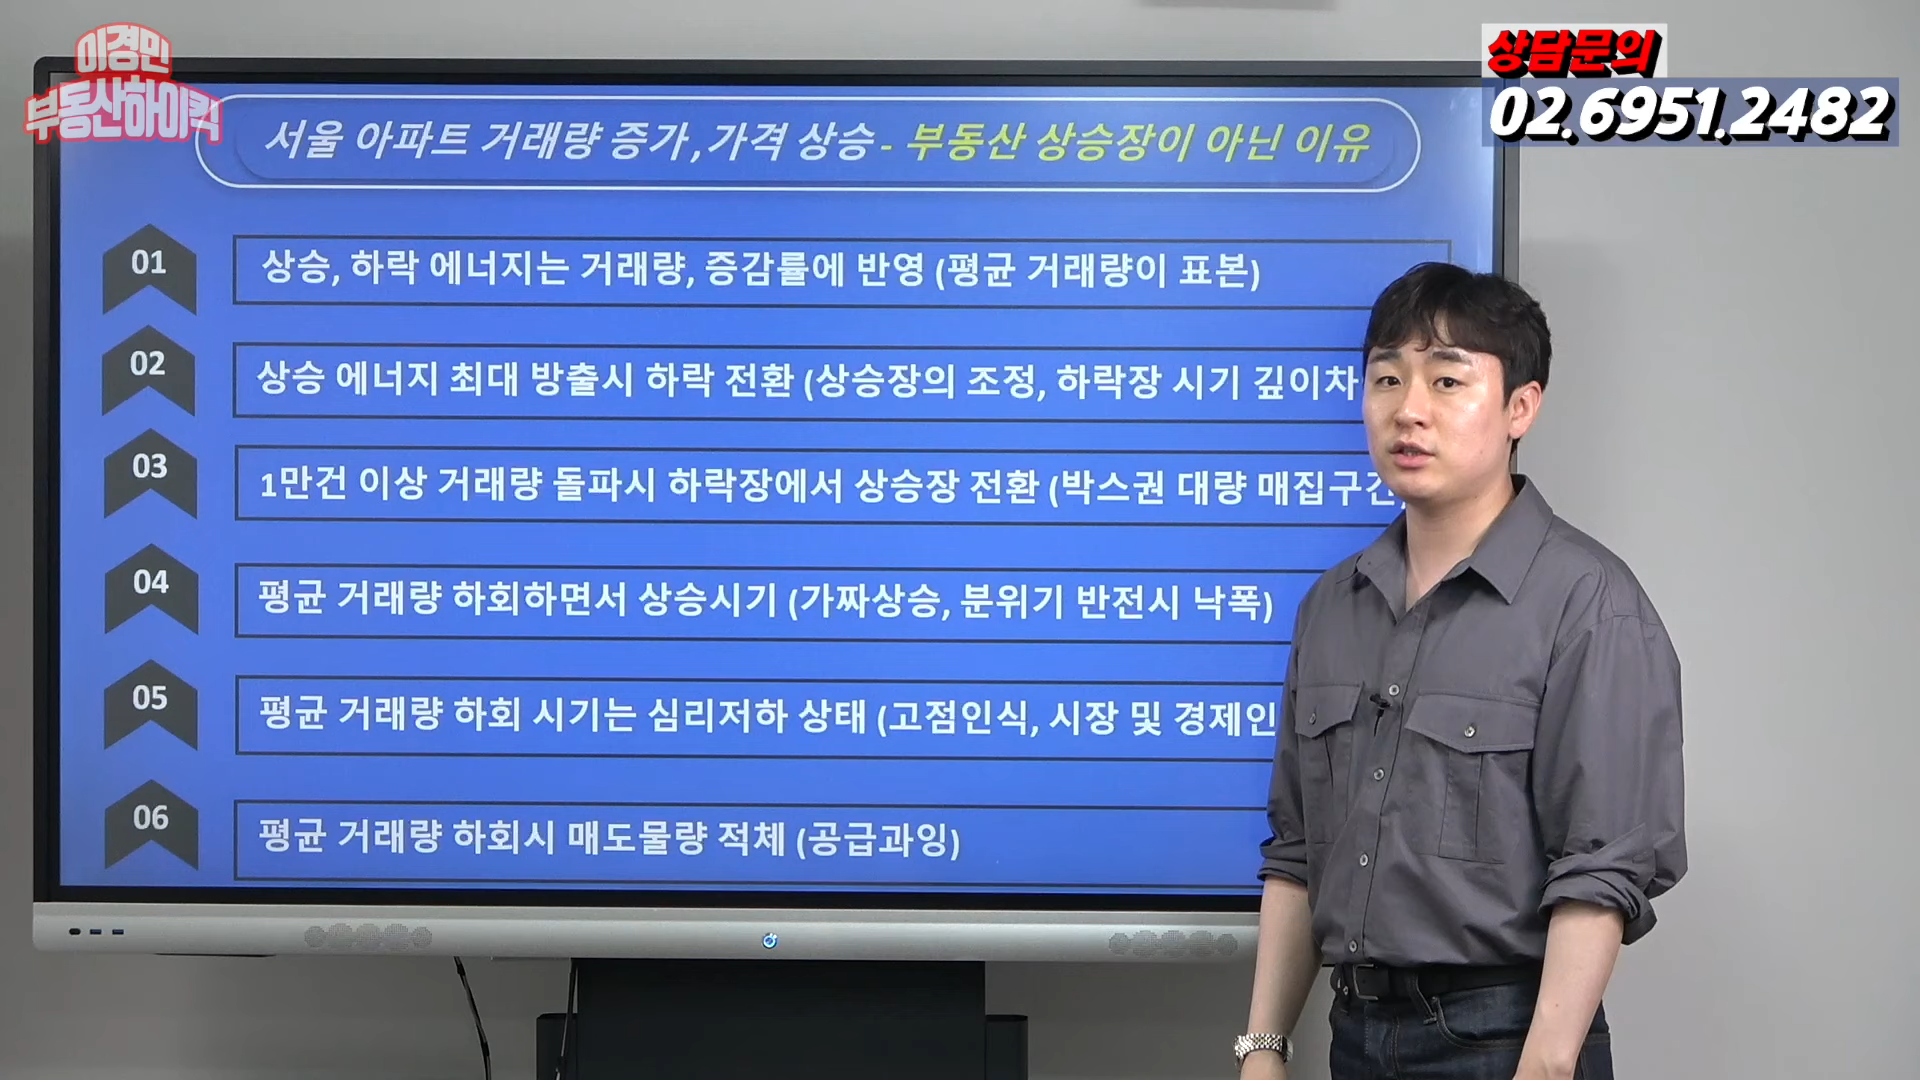 이경민
부동산하이킥
상담문의
02.6951.2482
서울 아파트 거래량 증가,가격 상승 - 부동산 상승장이 아닌 이유
01
상승, 하락 에너지는 거래량, 증감률에 반영 (평균 거래량이 표본)
02
상승 에너지 최대 방출시 하락 전환 (상승장의 조정, 하락장 시기 깊이차
03
1만건 이상 거래량 돌파시 하락장에서 상승장 전환 (박스권 대량 매집구간)
04
평균 거래량 하회하면서 상승시기 (가짜상승, 분위기 반전시 낙폭)
05
평균 거래량 하회 시기는 심리저하 상태 (고점인식, 시장 및 경제인
06
평균 거래량 하회시 매도물량 적체 (공급과잉)